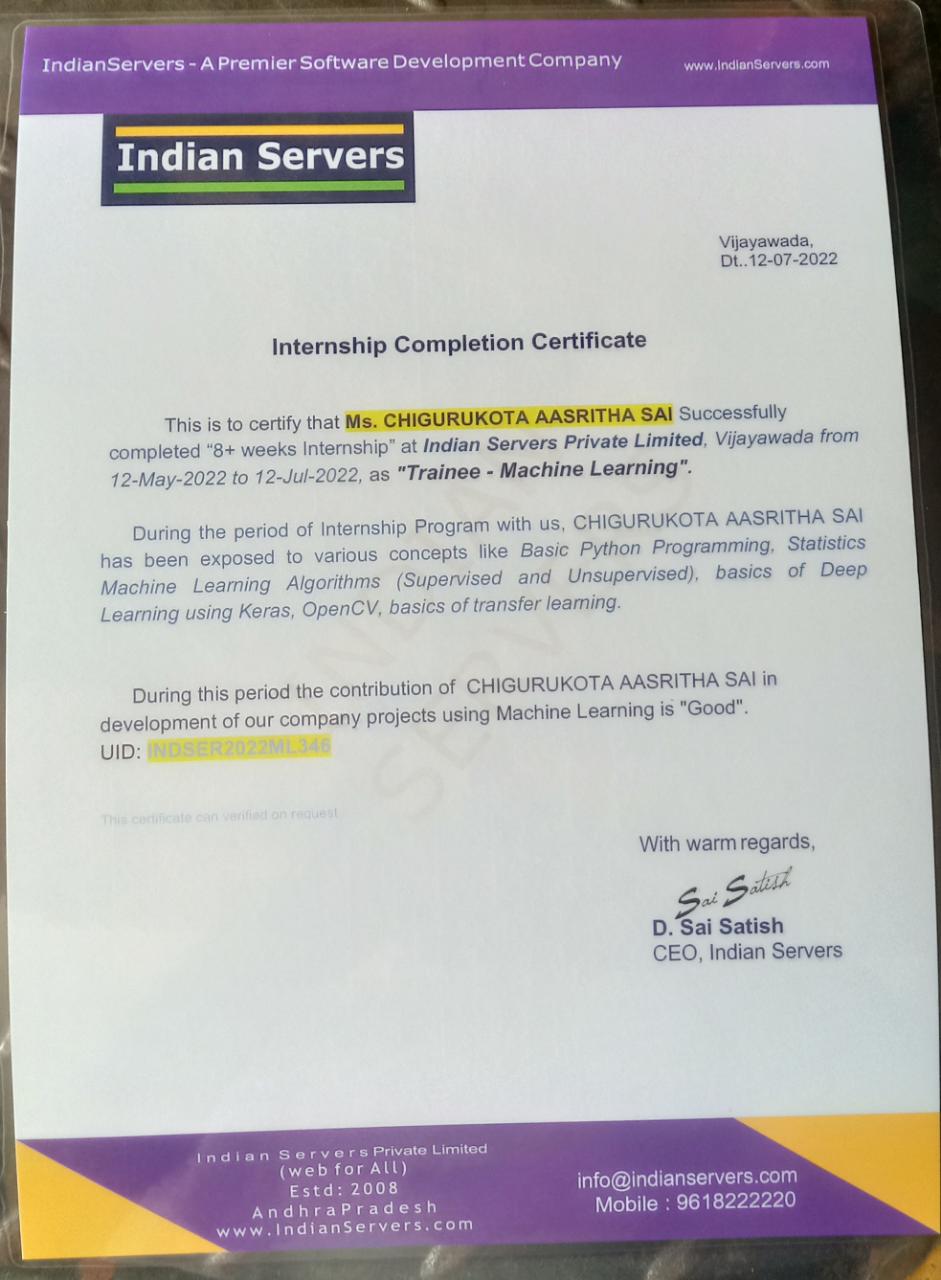 IndianServers - A Premier Software Development Company www.IndianServers.com
Indian Servers
Vijayawada,
Dt..12-07-2022
Internship Completion Certificate
This is to certify that Ms. CHIGURUKOTA AASRITHA SAI Successfully
completed “8+ weeks Internship” at Indian Servers Private Limited, Vijayawada from
12-May-2022 to 12-Jul-2022, as "Trainee - Machine Learning".
During the period of Internship Program with us, CHIGURUKOTA AASRITHA SAI
has been exposed to various concepts like Basic Python Programming, Statistics
Machine Learning Algorithms (Supervised and Unsupervised), basics of Deep
Learning using Keras, OpenCV, basics of transfer learning.
During this period the contribution of CHIGURUKOTA AASRITHA SAI in
development of our company projects using Machine Learning is "Good".
UID: INDSER2022ML346
This certificate can verified on request
INDIAN
SERVERS
With warm regards,
Sai Satish
D. Sai Satish
CEO, Indian Servers
Indian Servers Private Limited
(web for All)
Estd: 2008
AndhraPradesh
www.IndianServers.com
info@indianservers.com
Mobile : 9618222220